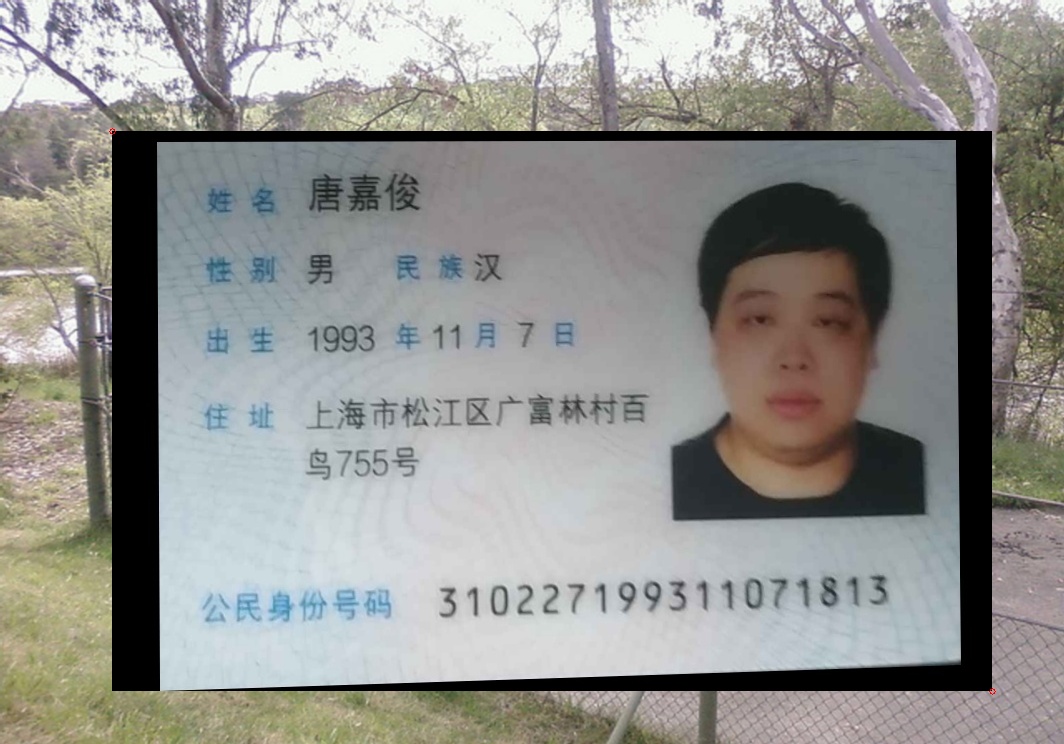 姓名 唐嘉俊
性别 男 民族 汉
出生 1993 年 11 月 7 日
住址 上海市松江区广富林村百
鸟755号
公民身份号码 310227199311071813